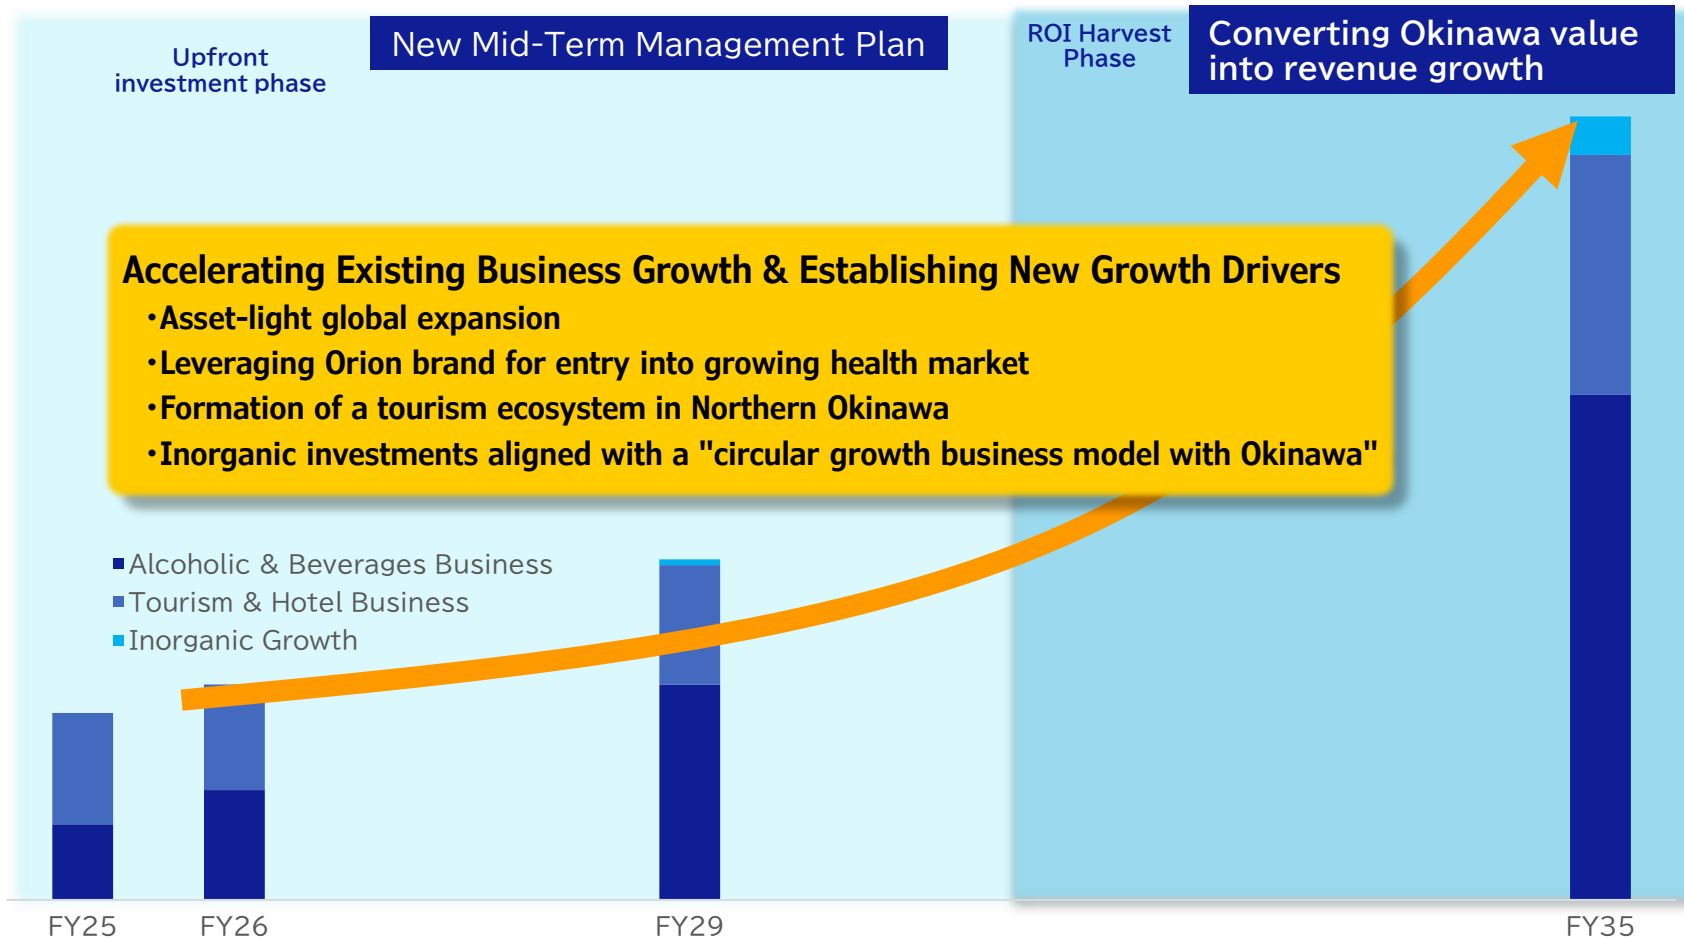 Upfront
investment phase
New Mid-Term Management Plan
ROI Harvest
Phase
Converting Okinawa value
into revenue growth
Accelerating Existing Business Growth & Establishing New Growth Drivers
・Asset-light global expansion
・Leveraging Orion brand for entry into growing health market
・Formation of a tourism ecosystem in Northern Okinawa
・Inorganic investments aligned with a "circular growth business model with Okinawa"
Alcoholic & Beverages Business
Tourism & Hotel Business
Inorganic Growth
FY25
FY26
FY29
FY35